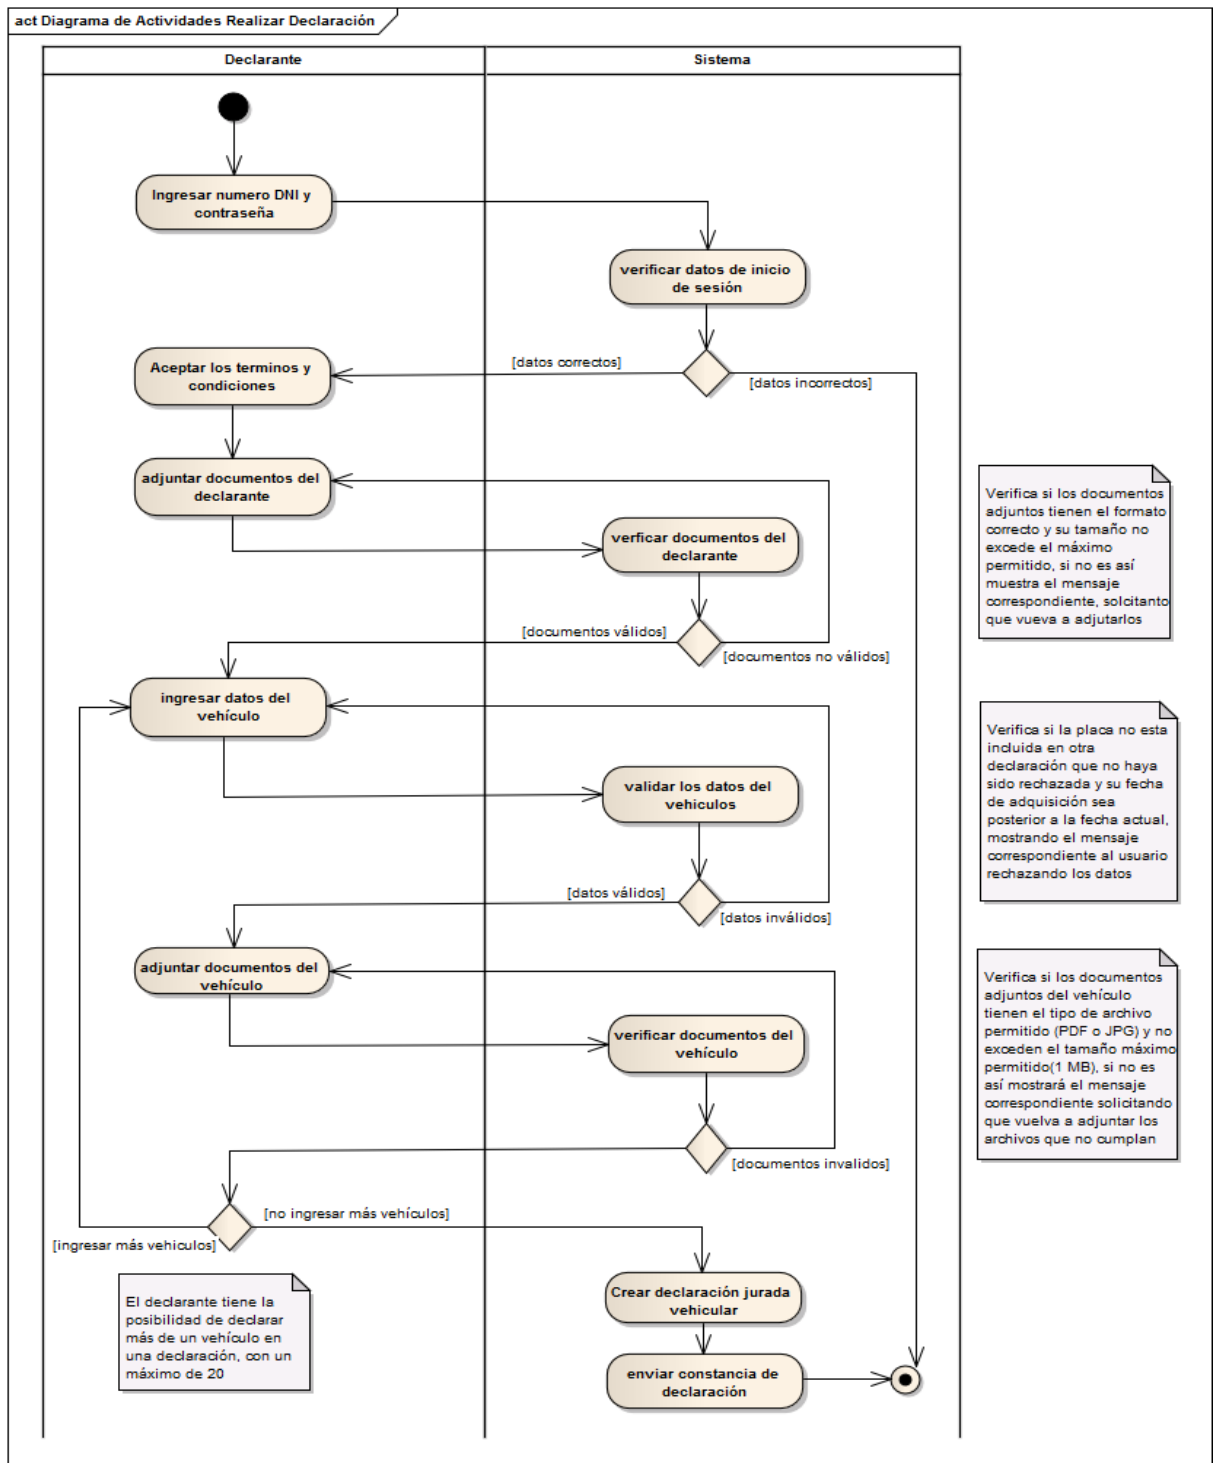 act Diagrama de Actividades Realizar Declaración
Declarante
Sistema
Ingresar numero DNI y
contraseña
verificar datos de inicio
de sesión
[datos correctos]
[datos incorrectos]
Aceptar los terminos y
condiciones
adjuntar documentos del
declarante
verficar documentos del
declarante
[documentos válidos]
[documentos no válidos]
Verifica si los documentos
adjuntos tienen el formato
correcto y su tamaño no
excede el máximo
permitido, si no es así
muestra el mensaje
correspondiente, solcitanto
que vueva a adjutarlos
ingresar datos del
vehículo
validar los datos del
vehiculos
[datos válidos]
[datos inválidos]
Verifica si la placa no esta
incluida en otra
declaración que no haya
sido rechazada y su fecha
de adquisición sea
posterior a la fecha actual,
mostrando el mensaje
correspondiente al usuario
rechazando los datos
adjuntar documentos del
vehículo
verificar documentos del
vehículo
[documentos invalidos]
Verifica si los documentos
adjuntos del vehículo
tienen el tipo de archivo
permitido (PDF o JPG) y no
exceden el tamaño máximo
permitido(1 MB), si no es
así mostrará el mensaje
correspondiente solicitando
que vuelva a adjuntar los
archivos que no cumplan
[no ingresar más vehículos]
[ingresar más vehiculos]
El declarante tiene la
posibilidad de declarar
más de un vehículo en
una declaración, con un
máximo de 20
Crear declaración jurada
vehicular
enviar constancia de
declaración